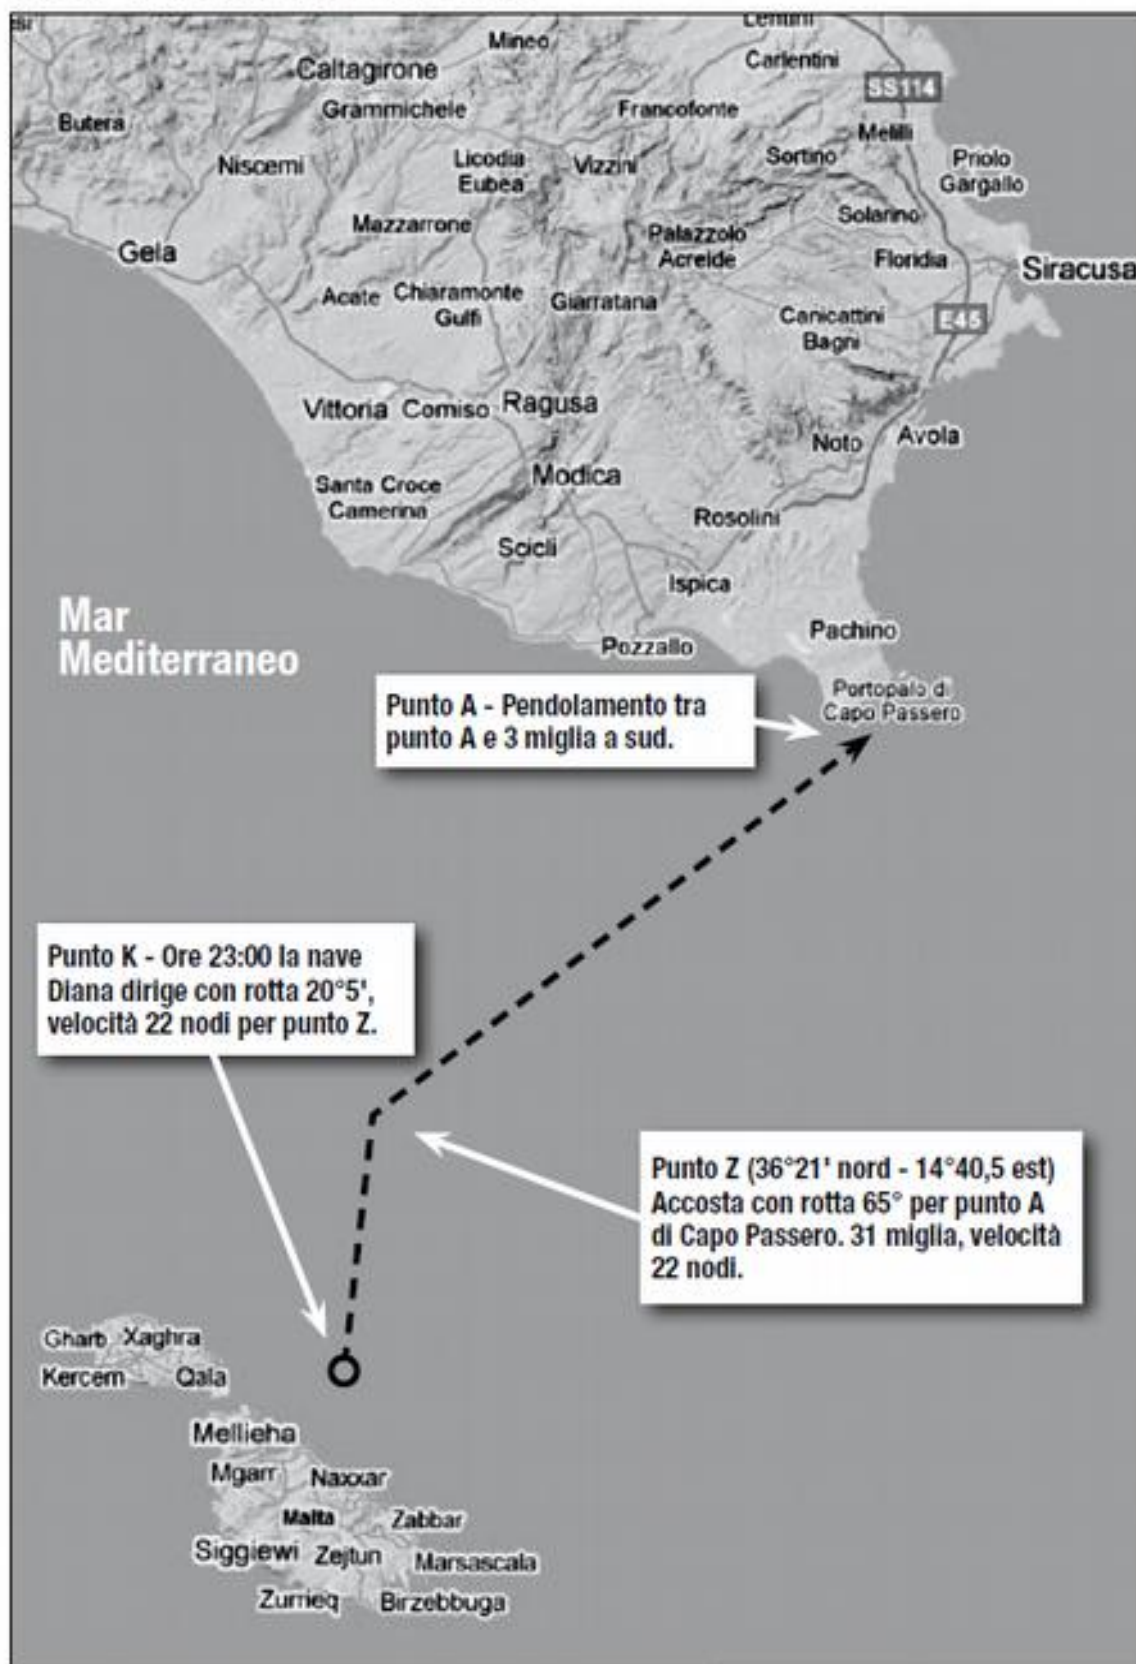 Lentini
Mineo
Carlentini
Caltagirone
SS114
Grammichele
Francofonte
Butera
Melilli
Niscemi
Licodia
Eubea
Vizzini
Sortino
Priolo
Gargallo
Mazzarrone
Solarino
Palazzolo
Acreide
Gela
Floridia
Siracusa
Acate
Chiaramonte
Gulfi
Giarratana
Canicattini
Bagni
E45
Vittoria
Comiso
Ragusa
Noto
Avola
Modica
Santa Croce
Camerina
Rosolini
Scicli
Ispica
Mar
Mediterraneo
Pachino
Pozzallo
Portopalo di
Capo Passero
Punto A - Pendolamento tra
punto A e 3 miglia a sud.
Punto K - Ore 23:00 la nave
Diana dirige con rotta 20°5',
velocità 22 nodi per punto Z.
Punto Z (36°21' nord - 14°40,5 est)
Accosta con rotta 65° per punto A
di Capo Passero. 31 miglia, velocità
22 nodi.
Gharb
Xaghra
Kercem
Qala
Mellieha
Mgarr
Naxxar
Malta
Zabbar
Siggiewi
Zejtun
Marsascala
Zurrieq
Birzebbuga